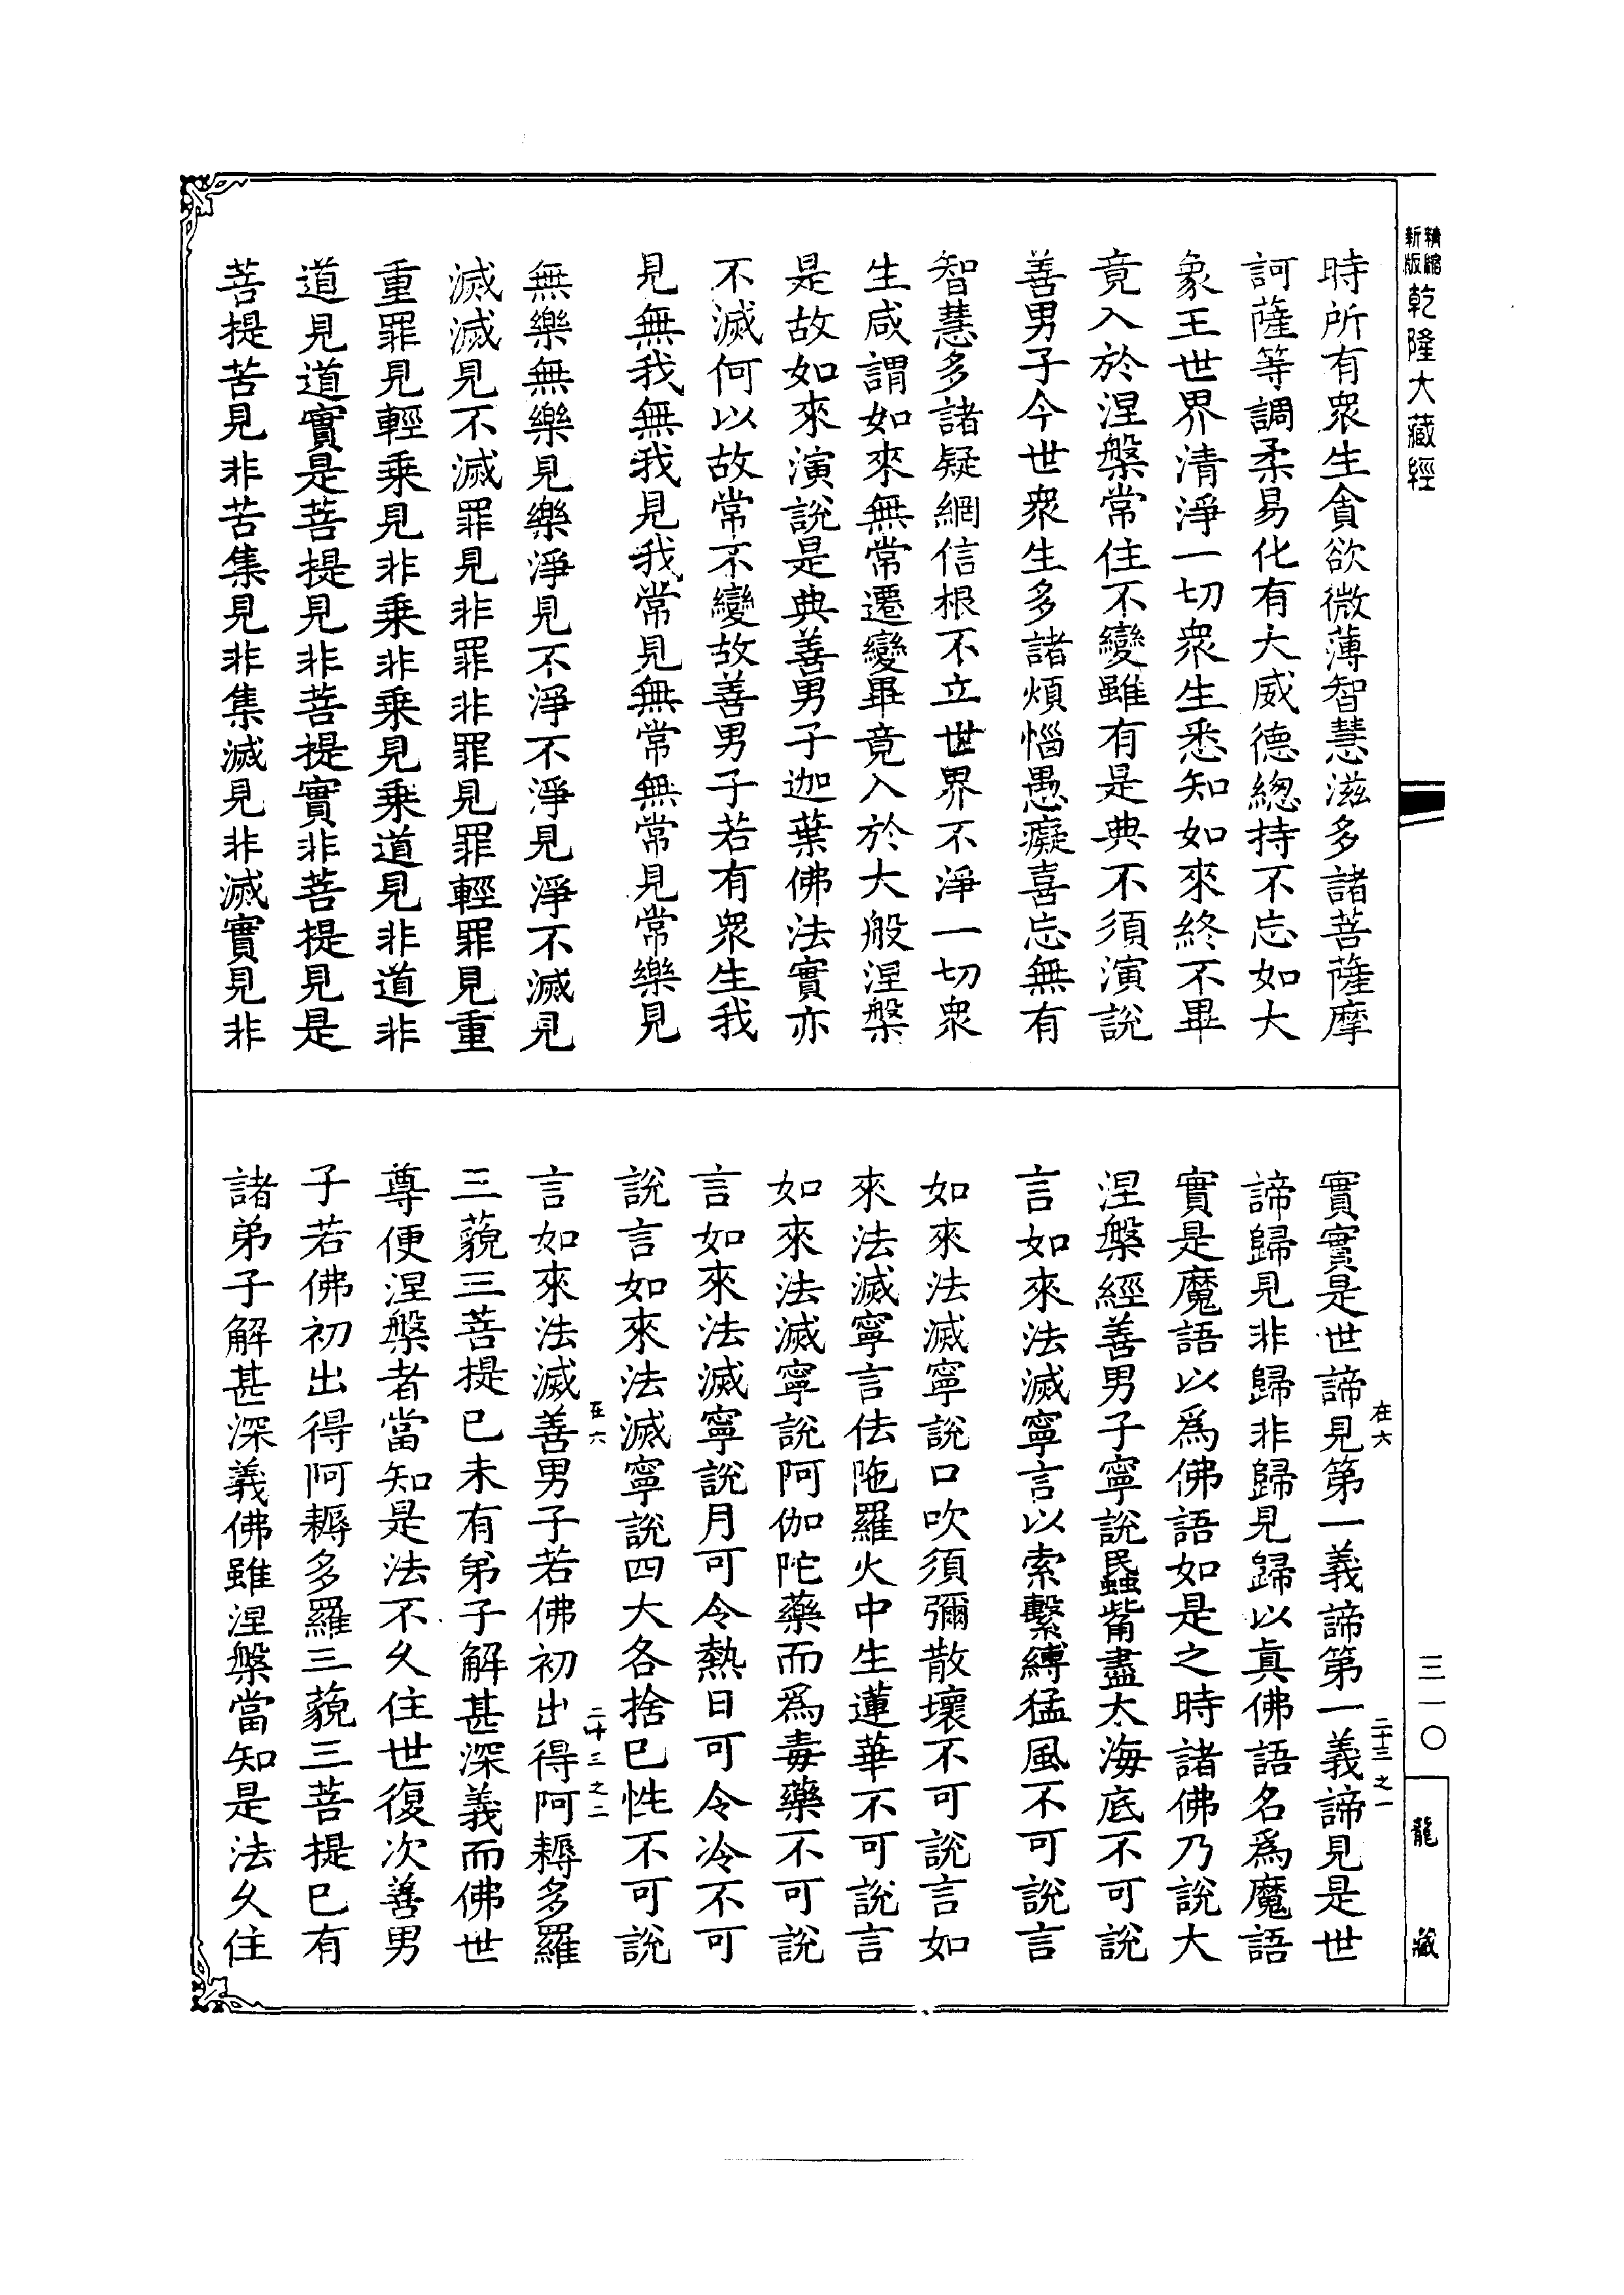 精縮
新版
乾隆大藏經
時所有衆生貪欲微薄智慧滋多諸菩薩摩
訶薩等調柔易化有大威德緫持不忘如大
象王世界清淨一切衆生悉知如來終不畢
竟入於涅槃常住不變雖有是典不須演說
善男子今世衆生多諸煩惱愚癡喜忘無有
智慧多諸疑網信根不立世界不淨一切衆
生咸謂如來無常遷變畢竟入於大般涅槃
是故如來演說是典善男子迦葉佛法實亦
不滅何以故常不變故善男子若有衆生我
見無我無我見我常見無常無常見常樂見
無樂無樂見樂淨見不淨不淨見淨不滅見
滅滅見不滅罪見非罪非罪見罪輕罪見重
重罪見輕乘見非乘非乘見乘道見非道非
道見道實是菩提見非菩提實非菩提見是
菩提苦見非苦集見非集滅見非滅實見非
實實是世諦見第一義諦第一義諦見是世
在六
二十三之一
諦歸見非歸非歸見歸以真佛語名爲魔語
實是魔語以爲佛語如是之時諸佛乃說大
涅槃經善男子寧說蟁觜盡大海底不可說
言如來法滅寧言以索繫縛猛風不可說言
如來法滅寧說口吹須彌散壞不可說言如
來法滅寧言佉陁羅火中生蓮華不可說言
如來法滅寧說阿伽陀藥而爲毒藥不可說
言如來法滅寧說月可令熱日可令冷不可
說言如來法滅寧說四大各捨巳性不可說
在六
二十三之二
言如來法滅善男子若佛初出得阿耨多羅
三藐三菩提巳未有弟子解甚深義而佛世
尊便涅槃者當知是法不久住世復次善男
子若佛初出得阿耨多羅三藐三菩提巳有
諸弟子解甚深義佛雖涅槃當知是法久住
三一〇
龍藏